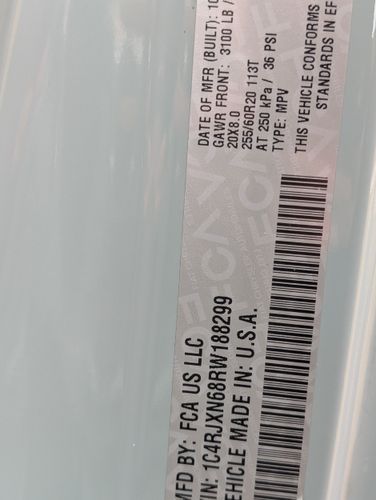 MFD BY: FCA US LLC
DATE OF MFR (BUILT): 10
GAWR FRONT: 3100 LB /
20X8.0
255/60R20 113T
AT 250 kPa / 36 PSI
TYPE: MPV
THIS VEHICLE CONFORMS
STANDARDS IN EF
IN: 1C4RJXN68RW188299
EHICLE MADE IN: U.S.A.